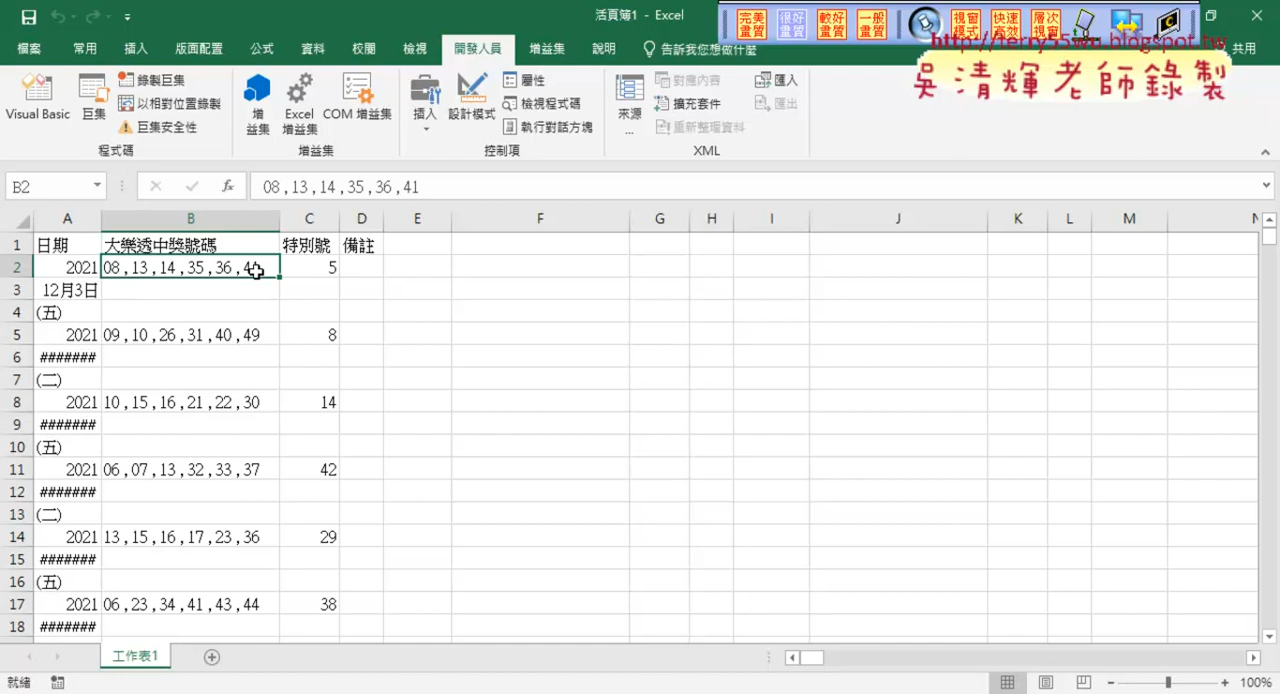 活頁簿1 - Excel
完美畫質 很好畫質 較好畫質 一般畫質 視窗模式 快速高效 層次視窗
檔案 常用 插入 版面配置 公式 資料 校閱 檢視 開發人員 增益集 說明 告訴我您想做什麼 共用
http://terry55wu.blogspot.tw
吳清輝老師錄製
Visual Basic 巨集 錄製巨集 以相對位置錄製 巨集安全性
增益集 Excel 增益集 COM 增益集
插入 設計模式 屬性 檢視程式碼 執行對話方塊
來源... 對應內容 擴充套件 重新整理資料 匯入 匯出
程式碼 增益集 控制項 XML
B2 fx 08,13,14,35,36,41
A B C D E F G H I J K L M N
1 日期 大樂透中獎號碼 特別號 備註
2 2021 08,13,14,35,36,41 5
3 12月3日
4 (五)
5 2021 09,10,26,31,40,49 8
6 #######
7 (二)
8 2021 10,15,16,21,22,30 14
9 #######
10 (五)
11 2021 06,07,13,32,33,37 42
12 #######
13 (二)
14 2021 13,15,16,17,23,36 29
15 #######
16 (五)
17 2021 06,23,34,41,43,44 38
18 #######
工作表1
就緒 100%